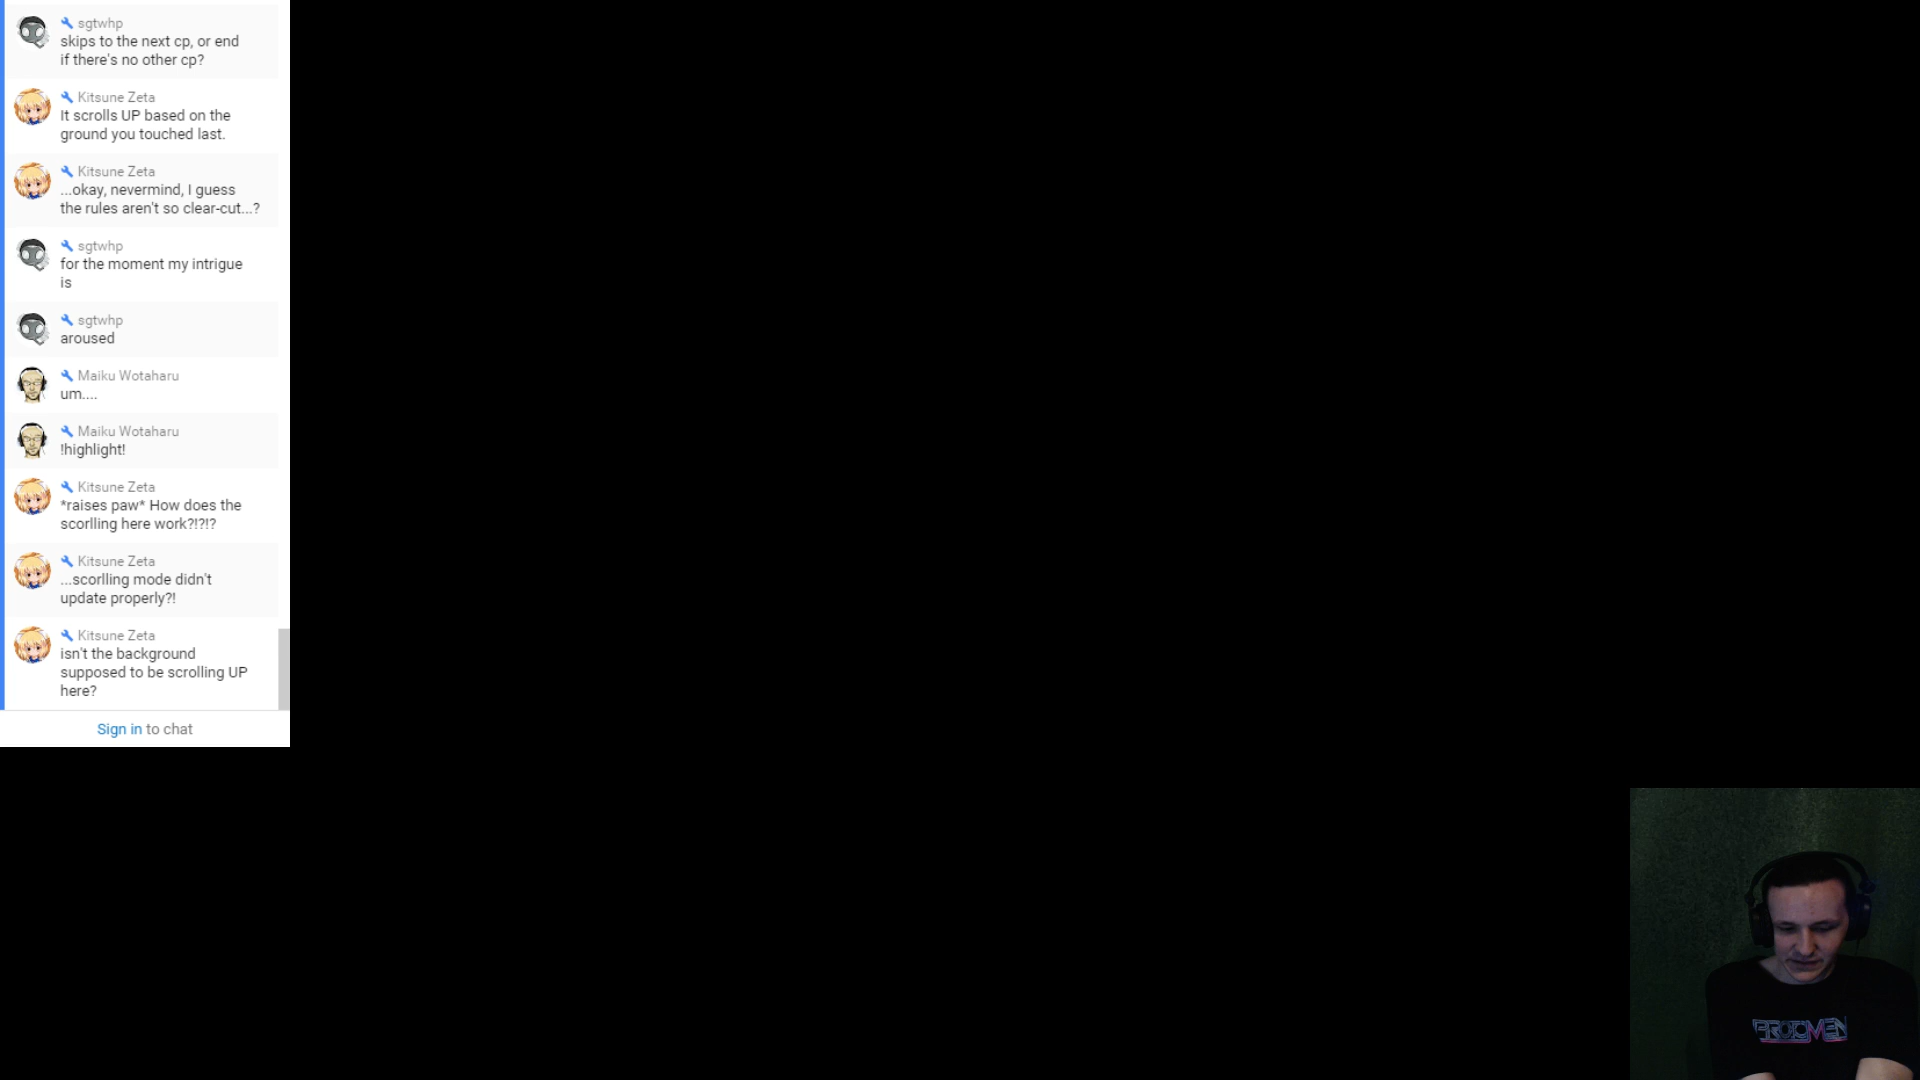 sgtwhp
skips to the next cp, or end
if there's no other cp?
Kitsune Zeta
It scrolls UP based on the
ground you touched last.
Kitsune Zeta
...okay, nevermind, I guess
the rules aren't so clear-cut...?
sgtwhp
for the moment my intrigue
is
sgtwhp
aroused
Maiku Wotaharu
um....
Maiku Wotaharu
!highlight!
Kitsune Zeta
*raises paw* How does the
scorlling here work?!?!?
Kitsune Zeta
...scorlling mode didn't
update properly?!
Kitsune Zeta
isn't the background
supposed to be scrolling UP
here?
Sign in to chat
PROTOMEN